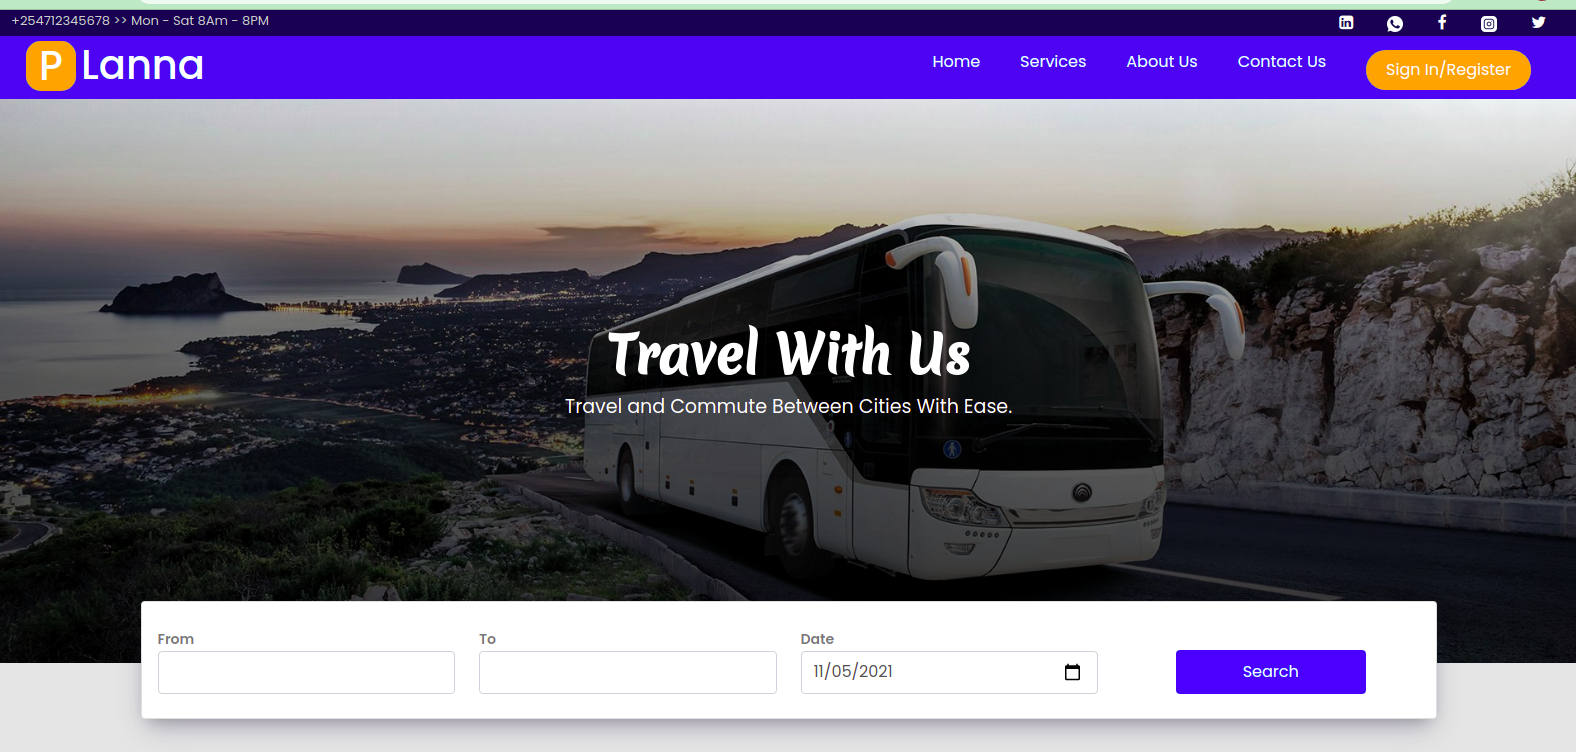 +254712345678 >> Mon - Sat 8Am - 8PM
P Lanna
Home Services About Us Contact Us Sign In/Register
Travel With Us
Travel and Commute Between Cities With Ease.
From To Date
11/05/2021 Search